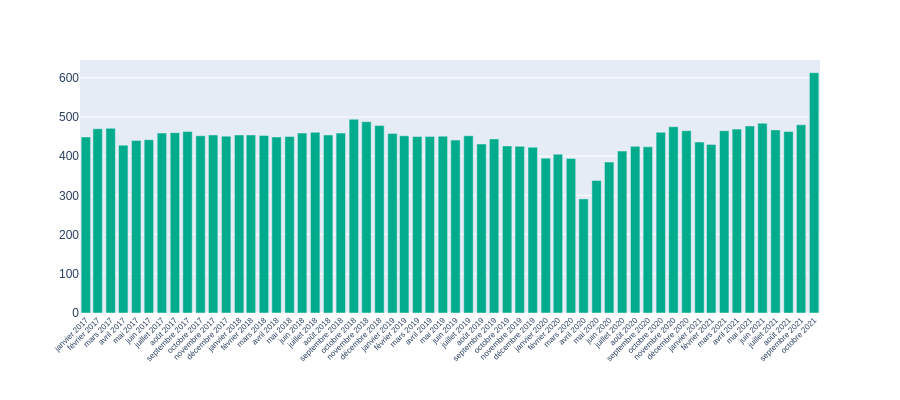 600
500
400
300
200
100
0
janvier 2017
février 2017
mars 2017
avril 2017
mai 2017
juin 2017
juillet 2017
août 2017
septembre 2017
octobre 2017
novembre 2017
décembre 2017
janvier 2018
février 2018
mars 2018
avril 2018
mai 2018
juin 2018
juillet 2018
août 2018
septembre 2018
octobre 2018
novembre 2018
décembre 2018
janvier 2019
février 2019
mars 2019
avril 2019
mai 2019
juin 2019
juillet 2019
août 2019
septembre 2019
octobre 2019
novembre 2019
décembre 2019
janvier 2020
février 2020
mars 2020
avril 2020
mai 2020
juin 2020
juillet 2020
août 2020
septembre 2020
octobre 2020
novembre 2020
décembre 2020
janvier 2021
février 2021
mars 2021
avril 2021
mai 2021
juin 2021
juillet 2021
août 2021
septembre 2021
octobre 2021